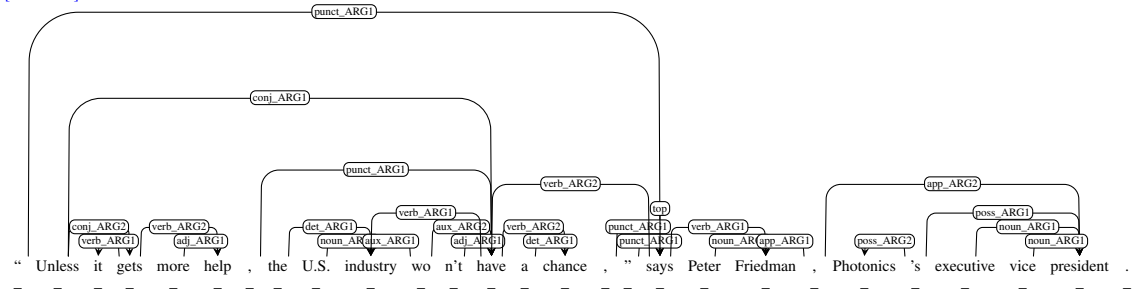 punct_ARG1
conj_ARG1
punct_ARG1
verb_ARG2
app_ARG2
top
verb_ARG1
poss_ARG1
conj_ARG2
verb_ARG2
det_ARG1
aux_ARG2
verb_ARG2
punct_ARG1
verb_ARG1
noun_ARG1
verb_ARG1
adj_ARG1
aux_ARG1
adj_ARG1
det_ARG1
punct_ARG1
app_ARG1
poss_ARG2
noun_ARG1
“ Unless it gets more help , the U.S. industry wo n't have a chance , ” says Peter Friedman , Photonics 's executive vice president .